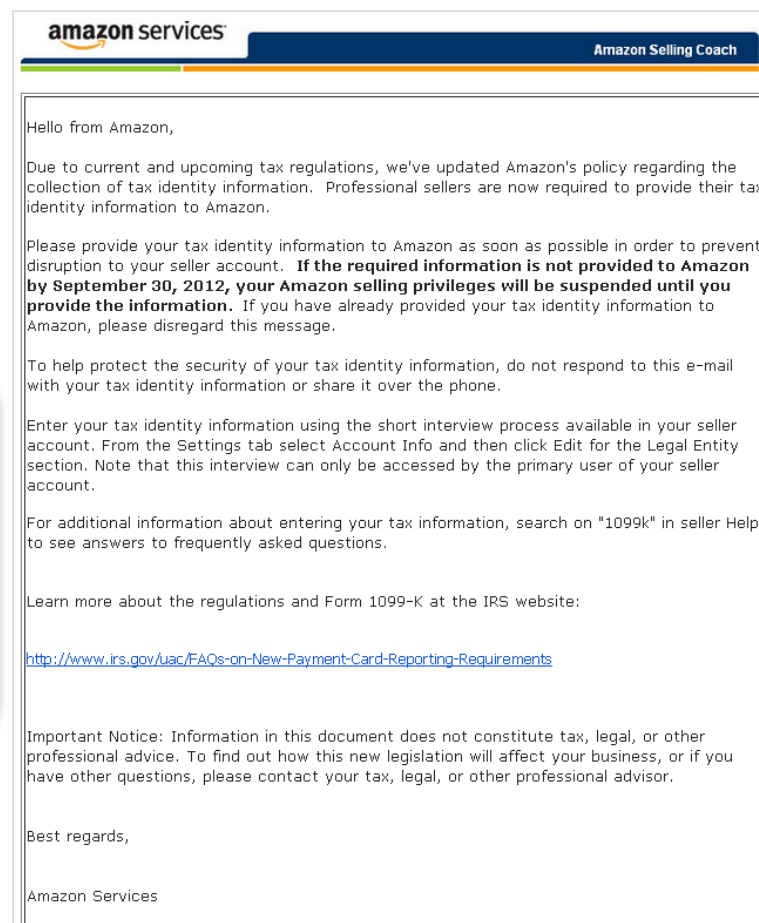 amazon services
Amazon Selling Coach
Hello from Amazon,
Due to current and upcoming tax regulations, we've updated Amazon's policy regarding the
collection of tax identity information.  Professional sellers are now required to provide their tax
identity information to Amazon.
Please provide your tax identity information to Amazon as soon as possible in order to prevent
disruption to your seller account.  If the required information is not provided to Amazon
by September 30, 2012, your Amazon selling privileges will be suspended until you
provide the information.  If you have already provided your tax identity information to
Amazon, please disregard this message.
To help protect the security of your tax identity information, do not respond to this e-mail
with your tax identity information or share it over the phone.
Enter your tax identity information using the short interview process available in your seller
account. From the Settings tab select Account Info and then click Edit for the Legal Entity
section. Note that this interview can only be accessed by the primary user of your seller
account.
For additional information about entering your tax information, search on "1099k" in seller Help
to see answers to frequently asked questions.
Learn more about the regulations and Form 1099-K at the IRS website:
http://www.irs.gov/uac/FAQs-on-New-Payment-Card-Reporting-Requirements
Important Notice: Information in this document does not constitute tax, legal, or other
professional advice. To find out how this new legislation will affect your business, or if you
have other questions, please contact your tax, legal, or other professional advisor.
Best regards,
Amazon Services